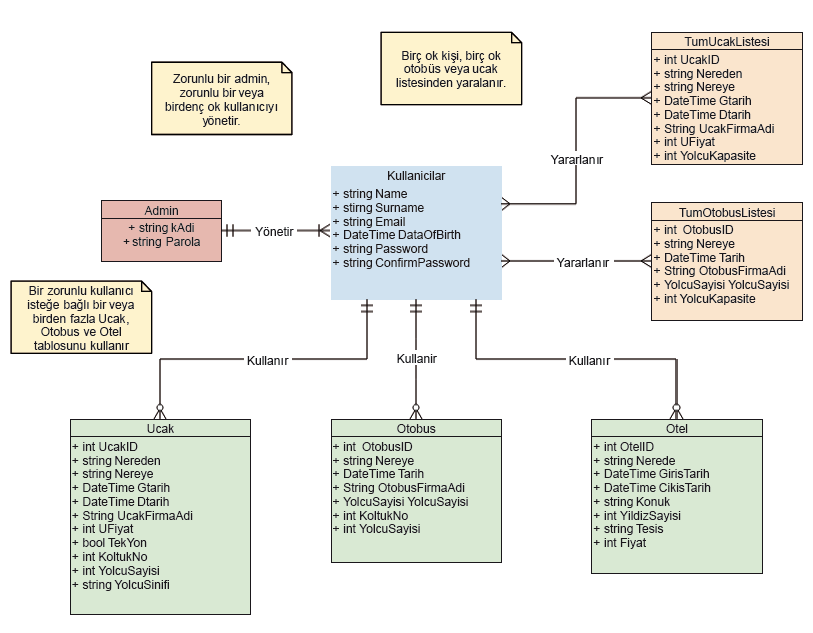 Zorunlu bir admin,
zorunlu bir veya
birdenç ok kullanıcıyı
yönetir.
Birç ok kişi, birç ok
otobüs veya ucak
listesinden yaralanır.
TumUcakListesi
+ int UcakID
+ string Nereden
+ string Nereye
+ DateTime Gtarih
+ DateTime Dtarih
+ String UcakFirmaAdi
+ int UFiyat
+ int YolcuKapasite
Yararlanır
Kullanicilar
+ string Name
+ stirng Surname
+ string Email
+ DateTime DataOfBirth
+ string Password
+ string ConfirmPassword
Admin
+ string kAdi
+ string Parola
Yönetir
TumOtobusListesi
+ int OtobusID
+ string Nereye
+ DateTime Tarih
+ String OtobusFirmaAdi
+ YolcuSayisi YolcuSayisi
+ int YolcuKapasite
Yararlanır
Bir zorunlu kullanıcı
isteğe bağlı bir veya
birden fazla Ucak,
Otobus ve Otel
tablosunu kullanır
Kullanır
Kullanir
Kullanır
Ucak
+ int UcakID
+ string Nereden
+ string Nereye
+ DateTime Gtarih
+ DateTime Dtarih
+ String UcakFirmaAdi
+ int UFiyat
+ bool TekYon
+ int KoltukNo
+ int YolcuSayisi
+ string YolcuSinifi
Otobus
+ int OtobusID
+ string Nereye
+ DateTime Tarih
+ String OtobusFirmaAdi
+ YolcuSayisi YolcuSayisi
+ int KoltukNo
+ int YolcuSayisi
Otel
+ int OtelID
+ string Nerede
+ DateTime GirisTarih
+ DateTime CikisTarih
+ string Konuk
+ int YildizSayisi
+ string Tesis
+ int Fiyat